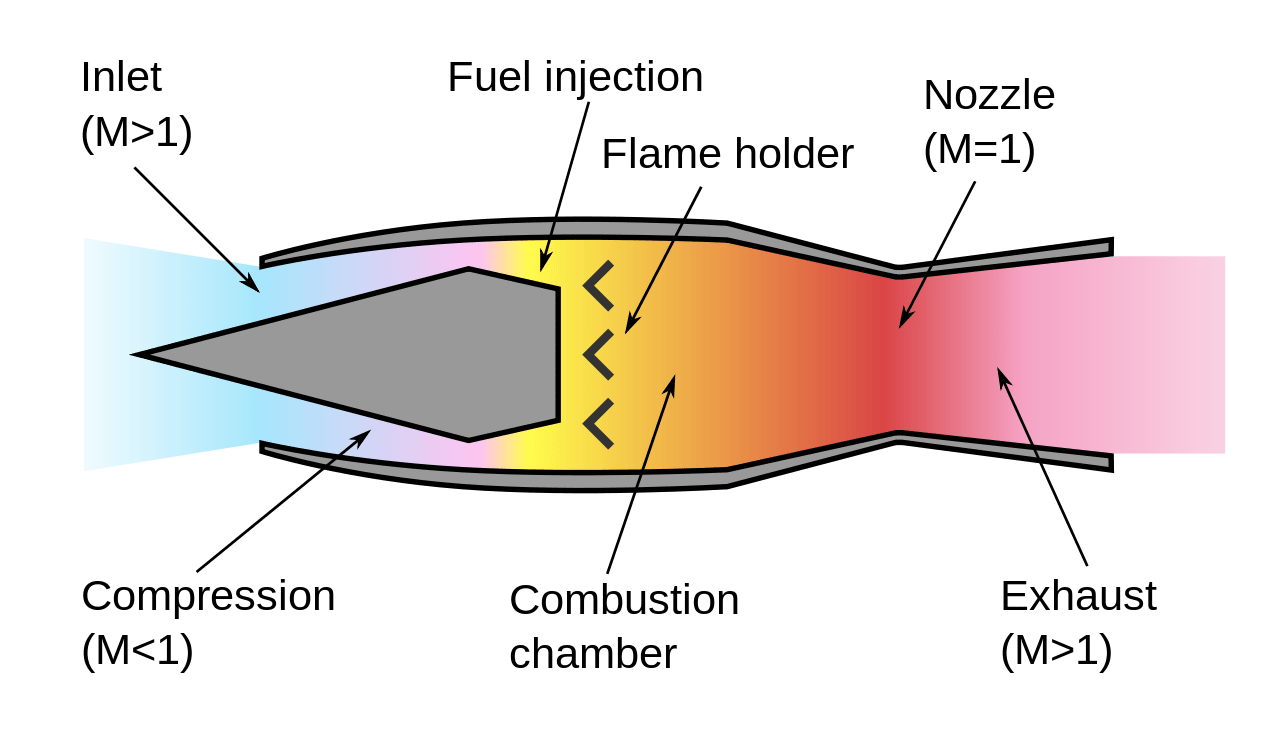 Inlet
(M>1)
Fuel injection
Flame holder
Nozzle
(M=1)
Compression
(M<1)
Combustion
chamber
Exhaust
(M>1)